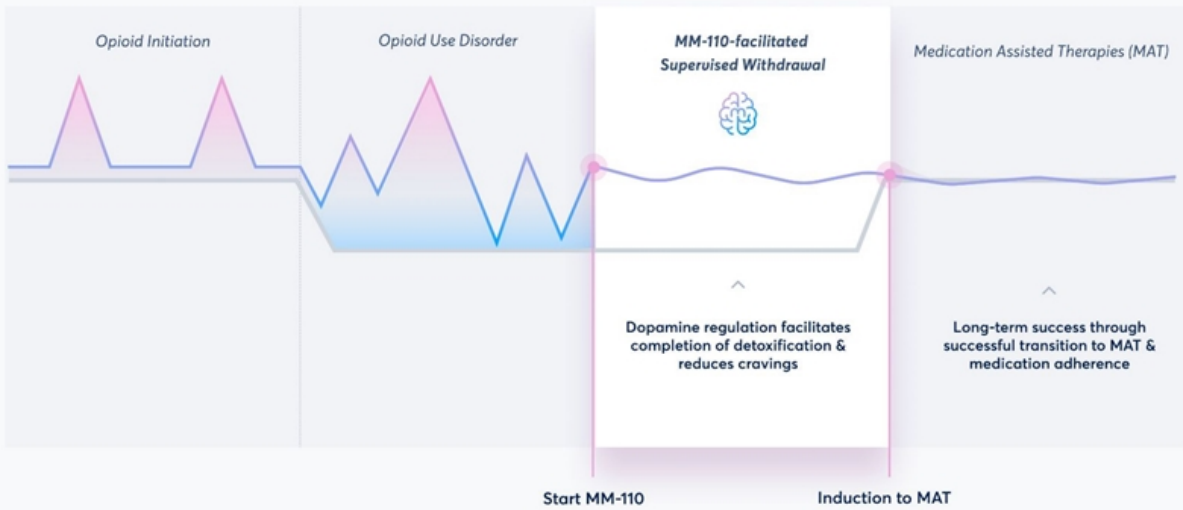 Opioid Initiation
Opioid Use Disorder
MM-110-facilitated
Supervised Withdrawal
Medication Assisted Therapies (MAT)
Dopamine regulation facilitates
completion of detoxification &
reduces cravings
Long-term success through
successful transition to MAT &
medication adherence
Start MM-110
Induction to MAT